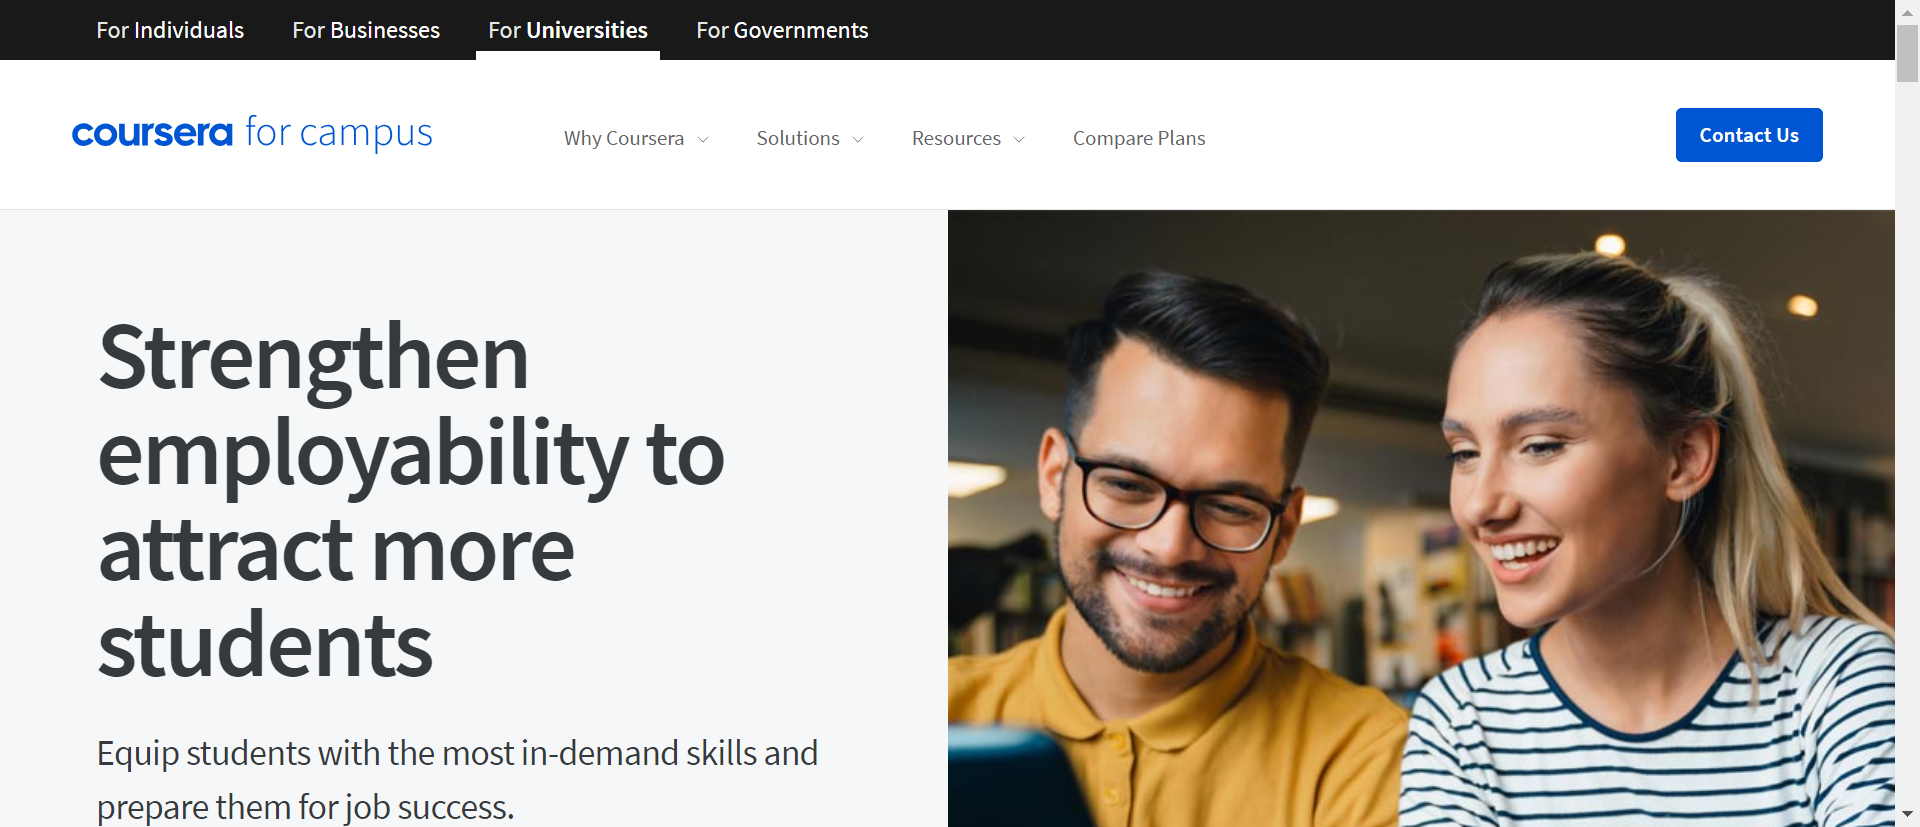 For Individuals For Businesses For Universities For Governments
coursera for campus Why Coursera Solutions Resources Compare Plans Contact Us
Strengthen
employability to
attract more
students
Equip students with the most in-demand skills and
prepare them for job success.